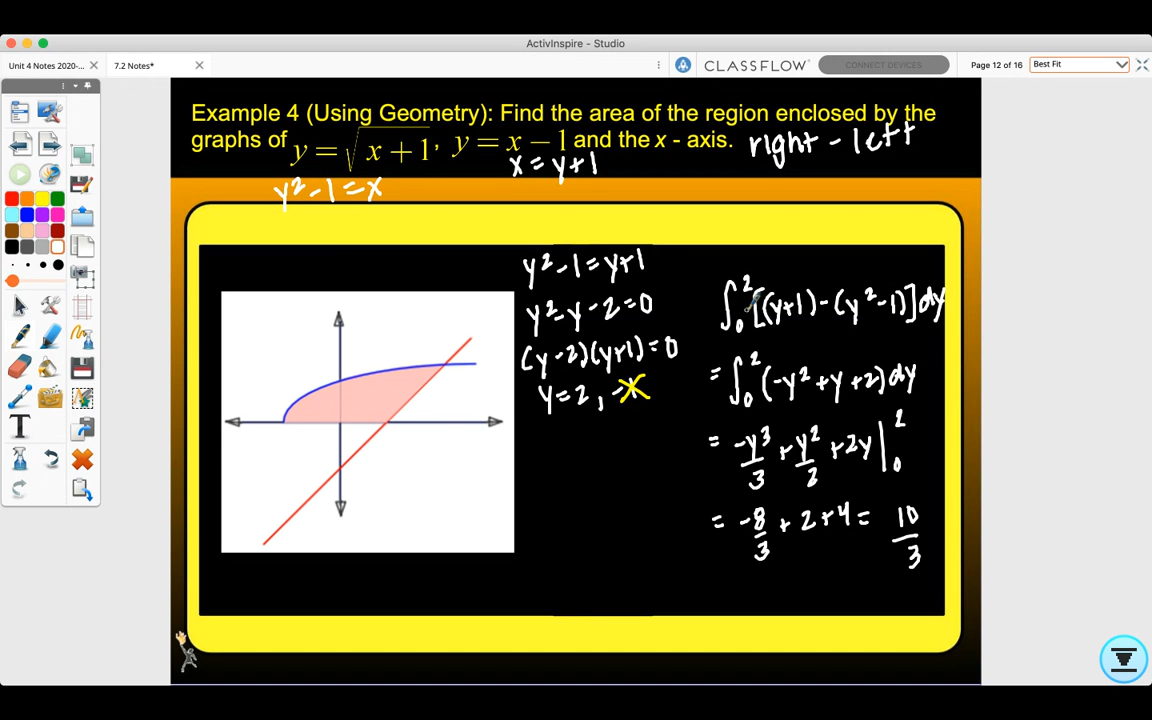 ActivInspire - Studio
Unit 4 Notes 2020-...
7.2 Notes*
CLASSFLOW
CONNECT DEVICES
Page 12 of 16
Best Fit
Example 4 (Using Geometry): Find the area of the region enclosed by the
graphs of y = √x + 1, y = x − 1 and the x - axis. right - left
x = y+1
y² - 1 = x
y² - 1 = y+1
y² - y - 2 = 0
(y-2)(y+1) = 0
y = 2, -1
∫₀² [(y+1) - (y² - 1)] dy
= ∫₀² (-y² + y + 2) dy
= -y³/3 + y²/2 + 2y |₀²
= -8/3 + 2 + 4 = 10/3
T